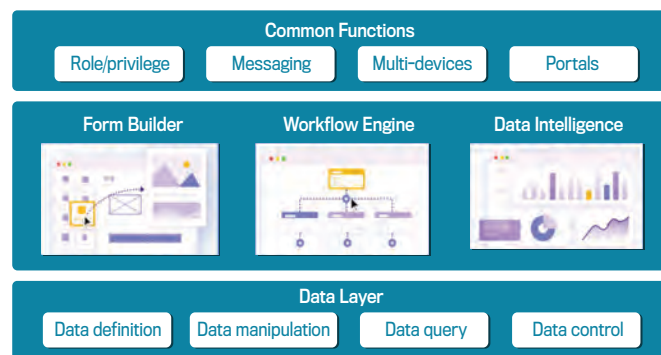 Common Functions
Role/privilege Messaging Multi-devices Portals
Form Builder Workflow Engine Data Intelligence
Data Layer
Data definition Data manipulation Data query Data control